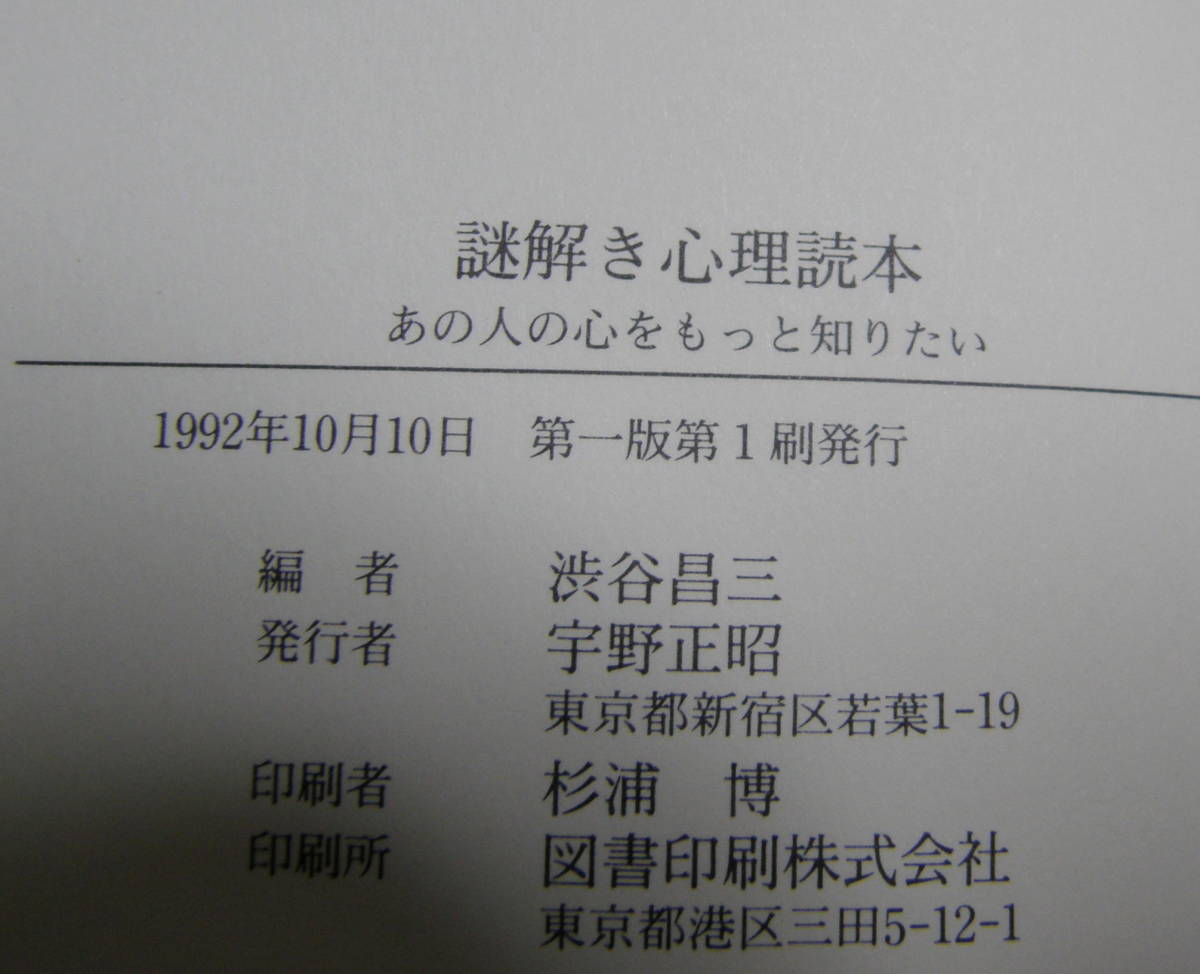 謎解き心理読本
あの人の心をもっと知りたい
1992年10月10日　第一版第1刷発行
編　者　渋谷昌三
発行者　宇野正昭
東京都新宿区若葉1-19
印刷者　杉浦　博
印刷所　図書印刷株式会社
東京都港区三田5-12-1